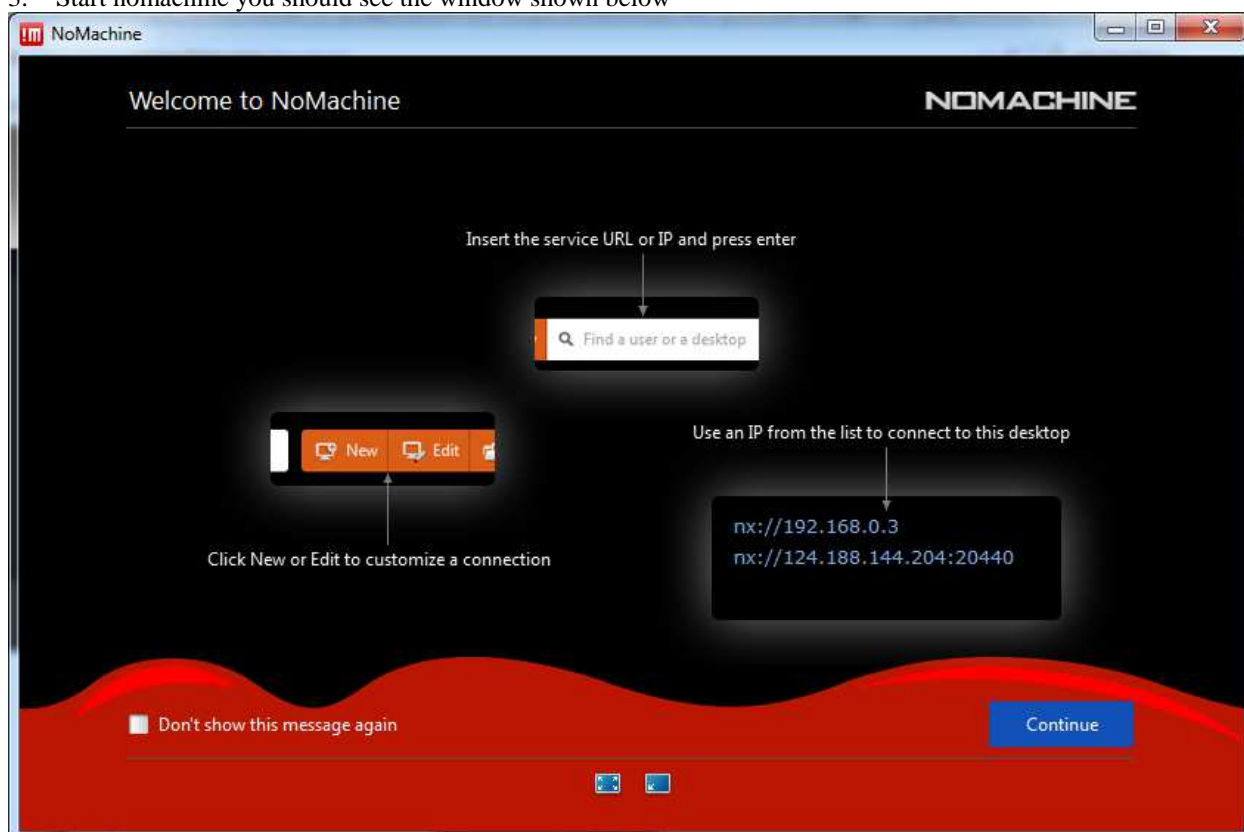 3. Start nomachine you should see the window shown below
NoMachine
Welcome to NoMachine
NOMACHINE
Insert the service URL or IP and press enter
Find a user or a desktop
New Edit
Use an IP from the list to connect to this desktop
nx://192.168.0.3
nx://124.188.144.204:20440
Click New or Edit to customize a connection
Don't show this message again
Continue